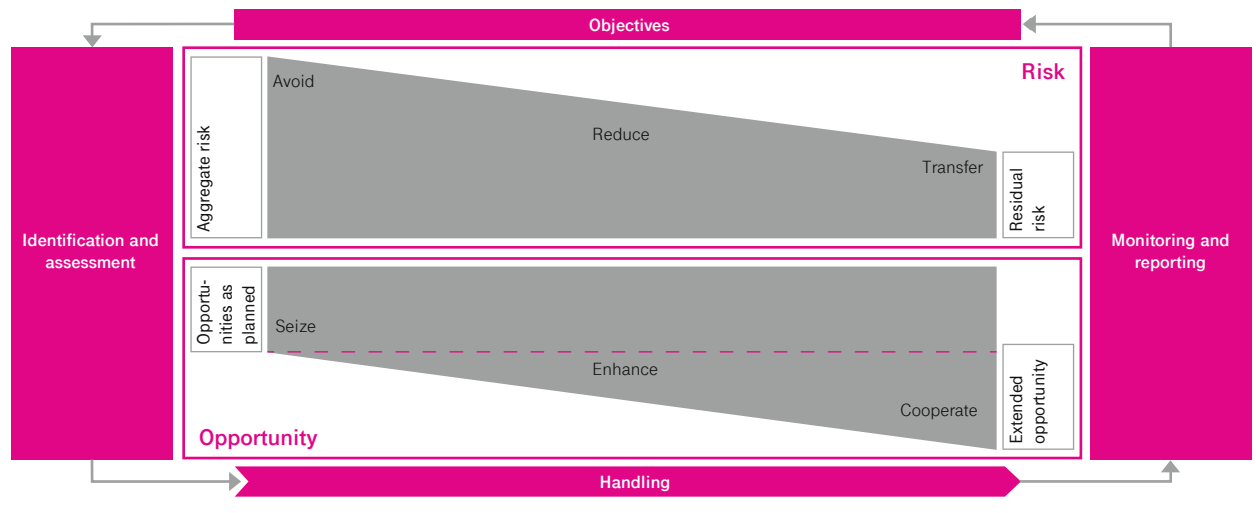 Objectives
Identification and
assessment
Risk
Aggregate risk
Avoid
Reduce
Transfer
Residual
risk
Opportu-
nities as
planned
Seize
Enhance
Cooperate
Extended
opportunity
Opportunity
Monitoring and
reporting
Handling